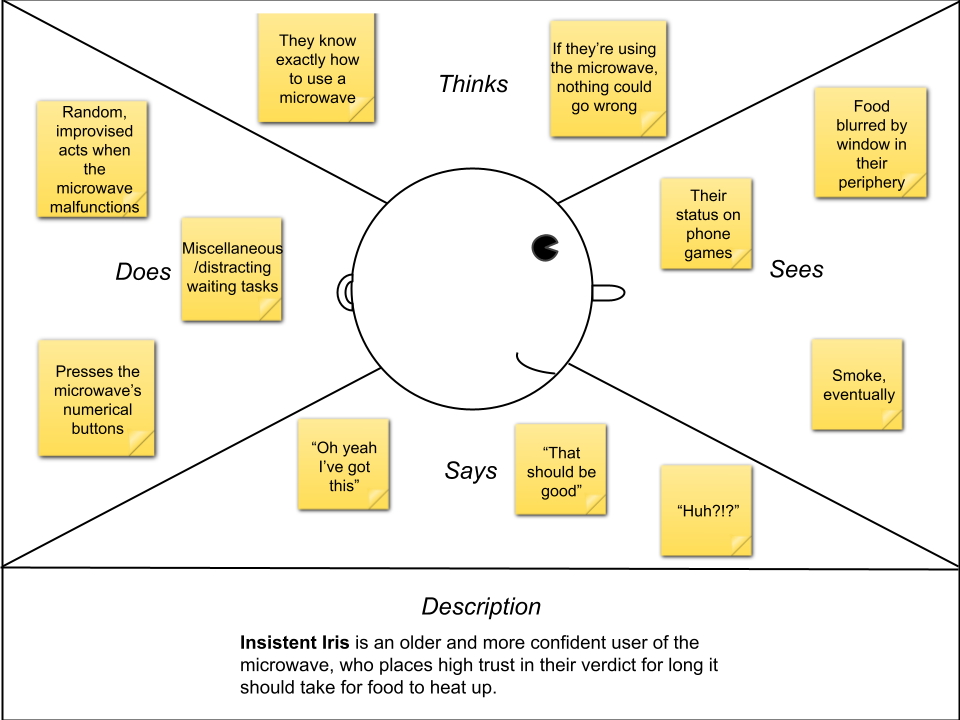 They know
exactly how
to use a
microwave
Thinks
If they're using
the microwave,
nothing could
go wrong
Random,
improvised
acts when
the
microwave
malfunctions
Does
Miscellaneous
/distracting
waiting tasks
Presses the
microwave's
numerical
buttons
Food
blurred by
window in
their
periphery
Their
status on
phone
games
Sees
Smoke,
eventually
“Oh yeah
I've got
this”
Says
“That
should be
good”
“Huh?!?”
Description
Insistent Iris is an older and more confident user of the
microwave, who places high trust in their verdict for long it
should take for food to heat up.